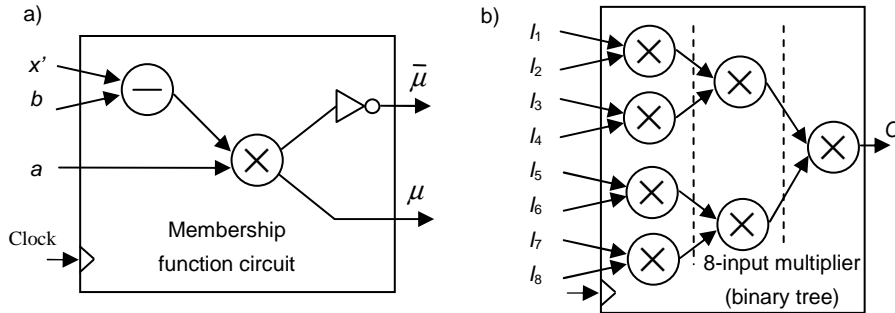 a)
x'
b
a
Clock
−
×
μ̄
μ
Membership
function circuit
b)
I1
I2
I3
I4
I5
I6
I7
I8
×
×
×
×
×
×
×
8-input multiplier
(binary tree)